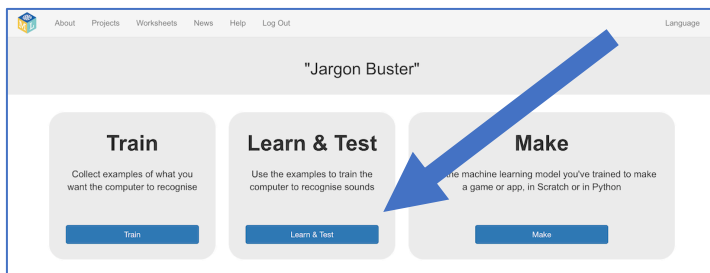 About Projects Worksheets News Help Log Out Language
"Jargon Buster"
Train
Collect examples of what you
want the computer to recognise
Train
Learn & Test
Use the examples to train the
computer to recognise sounds
Learn & Test
Make
the machine learning model you've trained to make
a game or app, in Scratch or in Python
Make